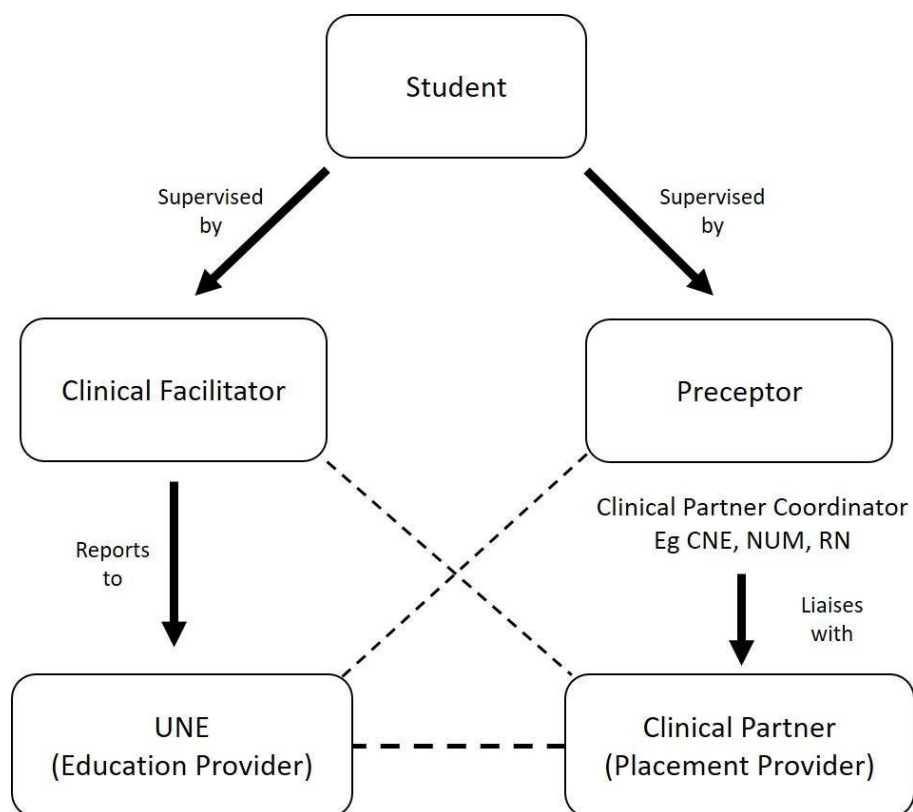 Student
Supervised
by
Supervised
by
Clinical Facilitator
Preceptor
Clinical Partner Coordinator
Eg CNE, NUM, RN
Reports
to
Liaises
with
UNE
(Education Provider)
Clinical Partner
(Placement Provider)